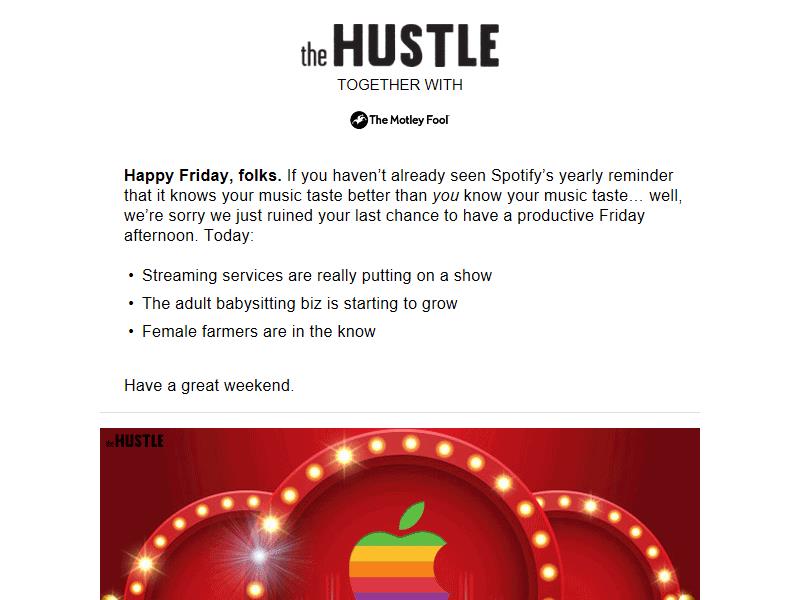 the HUSTLE
TOGETHER WITH
The Motley Fool
Happy Friday, folks. If you haven’t already seen Spotify’s yearly reminder
that it knows your music taste better than you know your music taste… well,
we’re sorry we just ruined your last chance to have a productive Friday
afternoon. Today:
• Streaming services are really putting on a show
• The adult babysitting biz is starting to grow
• Female farmers are in the know
Have a great weekend.
the HUSTLE